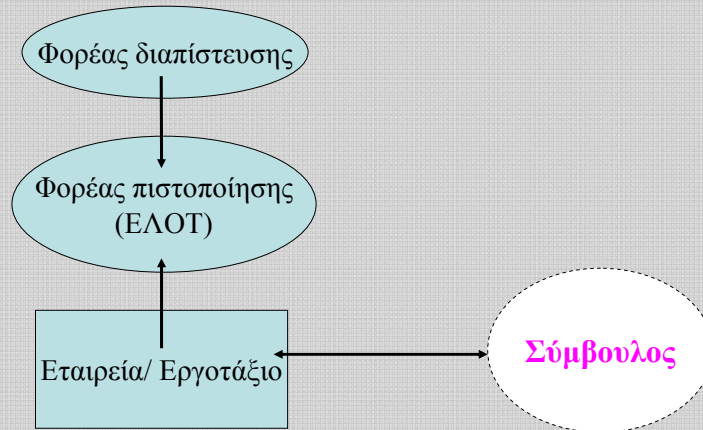 Φορέας διαπίστευσης
Φορέας πιστοποίησης
(ΕΛΟΤ)
Εταιρεία/ Εργοτάξιο
Σύμβουλος